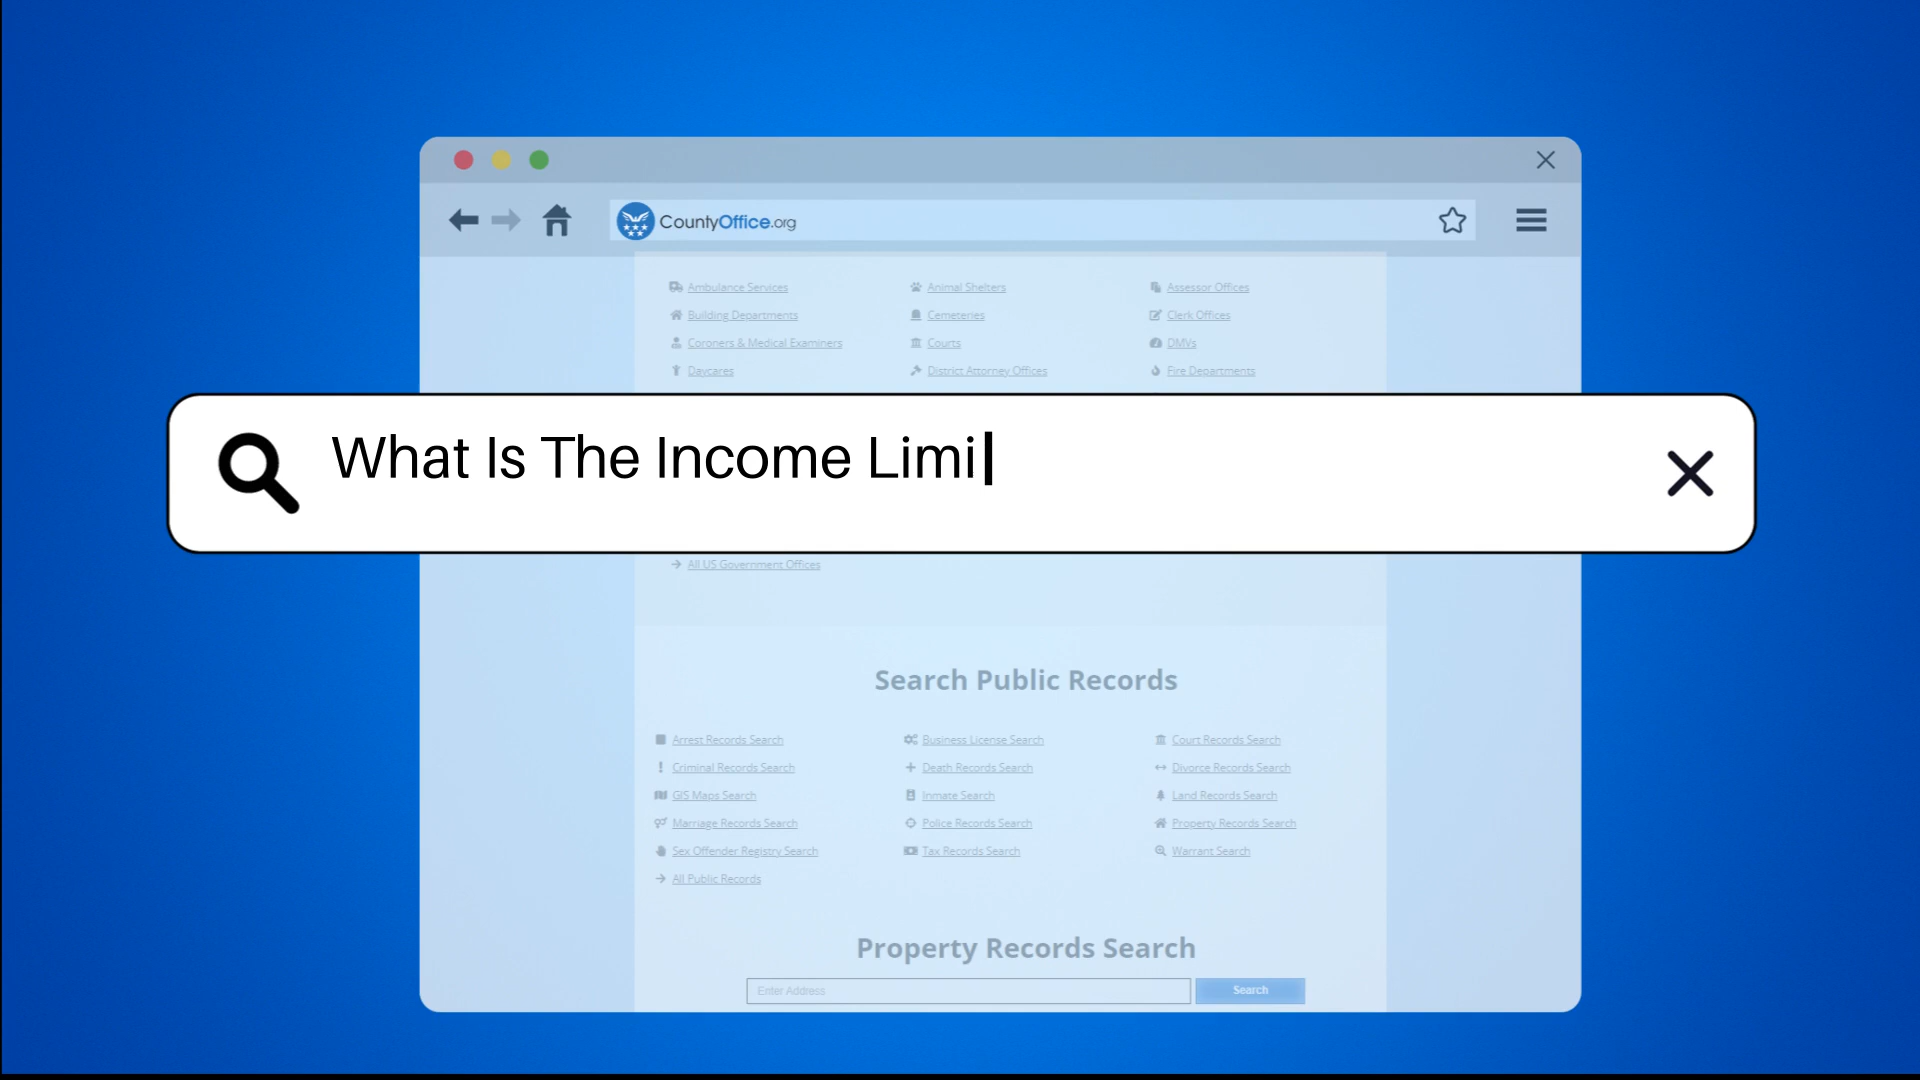 CountyOffice.org
Ambulance Services Animal Shelters Assessor Offices
Building Departments Cemeteries Clerk Offices
Coroners & Medical Examiners Courts DMVs
Daycares District Attorney Offices Fire Departments
What Is The Income Limi
All US Government Offices
Search Public Records
Arrest Records Search Business License Search Court Records Search
Criminal Records Search Death Records Search Divorce Records Search
GIS Maps Search Inmate Search Land Records Search
Marriage Records Search Police Records Search Property Records Search
Sex Offender Registry Search Tax Records Search Warrant Search
All Public Records
Property Records Search
Enter Address Search